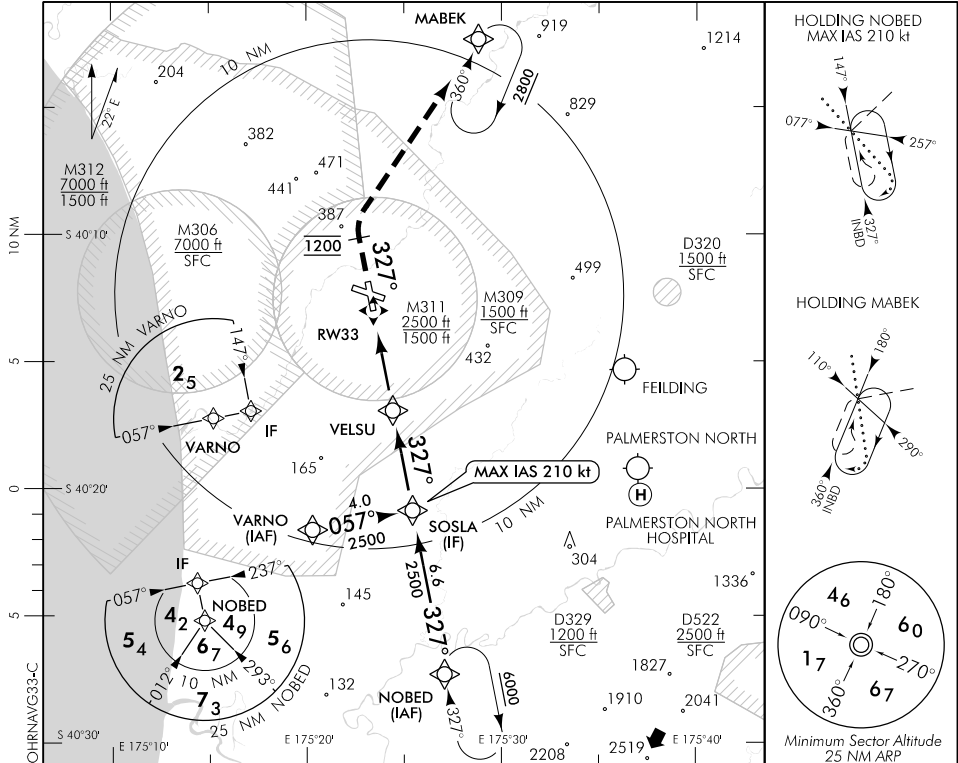 MABEK
919
1214
10 NM
204
360°
2800
829
22° E
382
M312
7000 ft
1500 ft
471
441
387
10 NM
S 40°10'
M306
7000 ft
SFC
1200
327°
D320
1500 ft
SFC
499
RW33
M311
2500 ft
1500 ft
M309
1500 ft
SFC
432
25 NM VARNO
147°
2₅
5
FEILDING
057°
VARNO
IF
VELSU
PALMERSTON NORTH
327°
165
MAX IAS 210 kt
0
S 40°20'
4.0
057°
2500
VARNO
(IAF)
SOSLA
(IF)
10 NM
H
PALMERSTON NORTH
HOSPITAL
304
IF
237°
057°
NOBED
4₂
4₉
5₄
5₆
6₇
012°
10 NM
293°
7₃
25 NM NOBED
145
6.6
2500
327°
1336
5
D329
1200 ft
SFC
D522
2500 ft
SFC
1827
132
NOBED
(IAF)
327°
6000
1910
2041
S 40°30'
E 175°10'
E 175°20'
E 175°30'
E 175°40'
2208
2519
OHRNAVG33-C
HOLDING NOBED
MAX IAS 210 kt
147°
077°
257°
327°
INBD
HOLDING MABEK
180°
110°
290°
360°
INBD
4₆
180°
090°
6₀
1₇
270°
360°
6₇
Minimum Sector Altitude
25 NM ARP